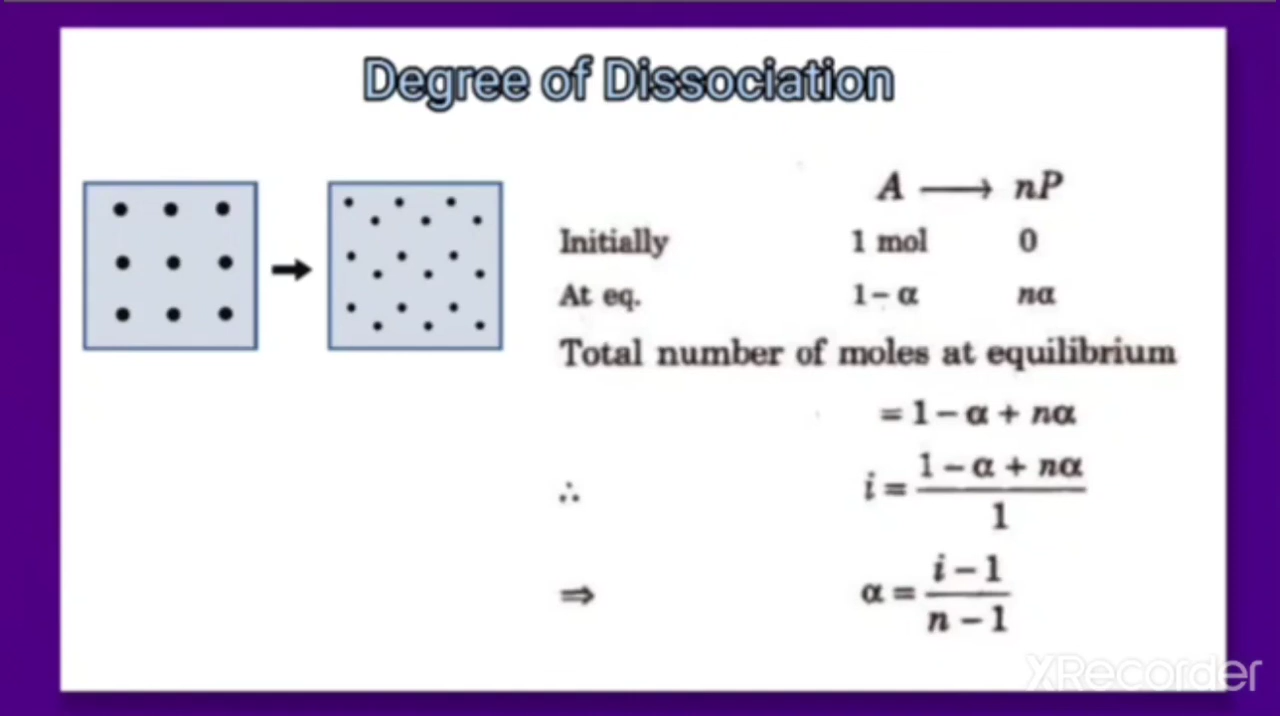 Degree of Dissociation
A ⟶ nP
Initially 1 mol 0
At eq. 1 – α nα
Total number of moles at equilibrium
= 1 – α + nα
∴ i = (1 – α + nα) / 1
⇒ α = (i – 1) / (n – 1)
XRecorder